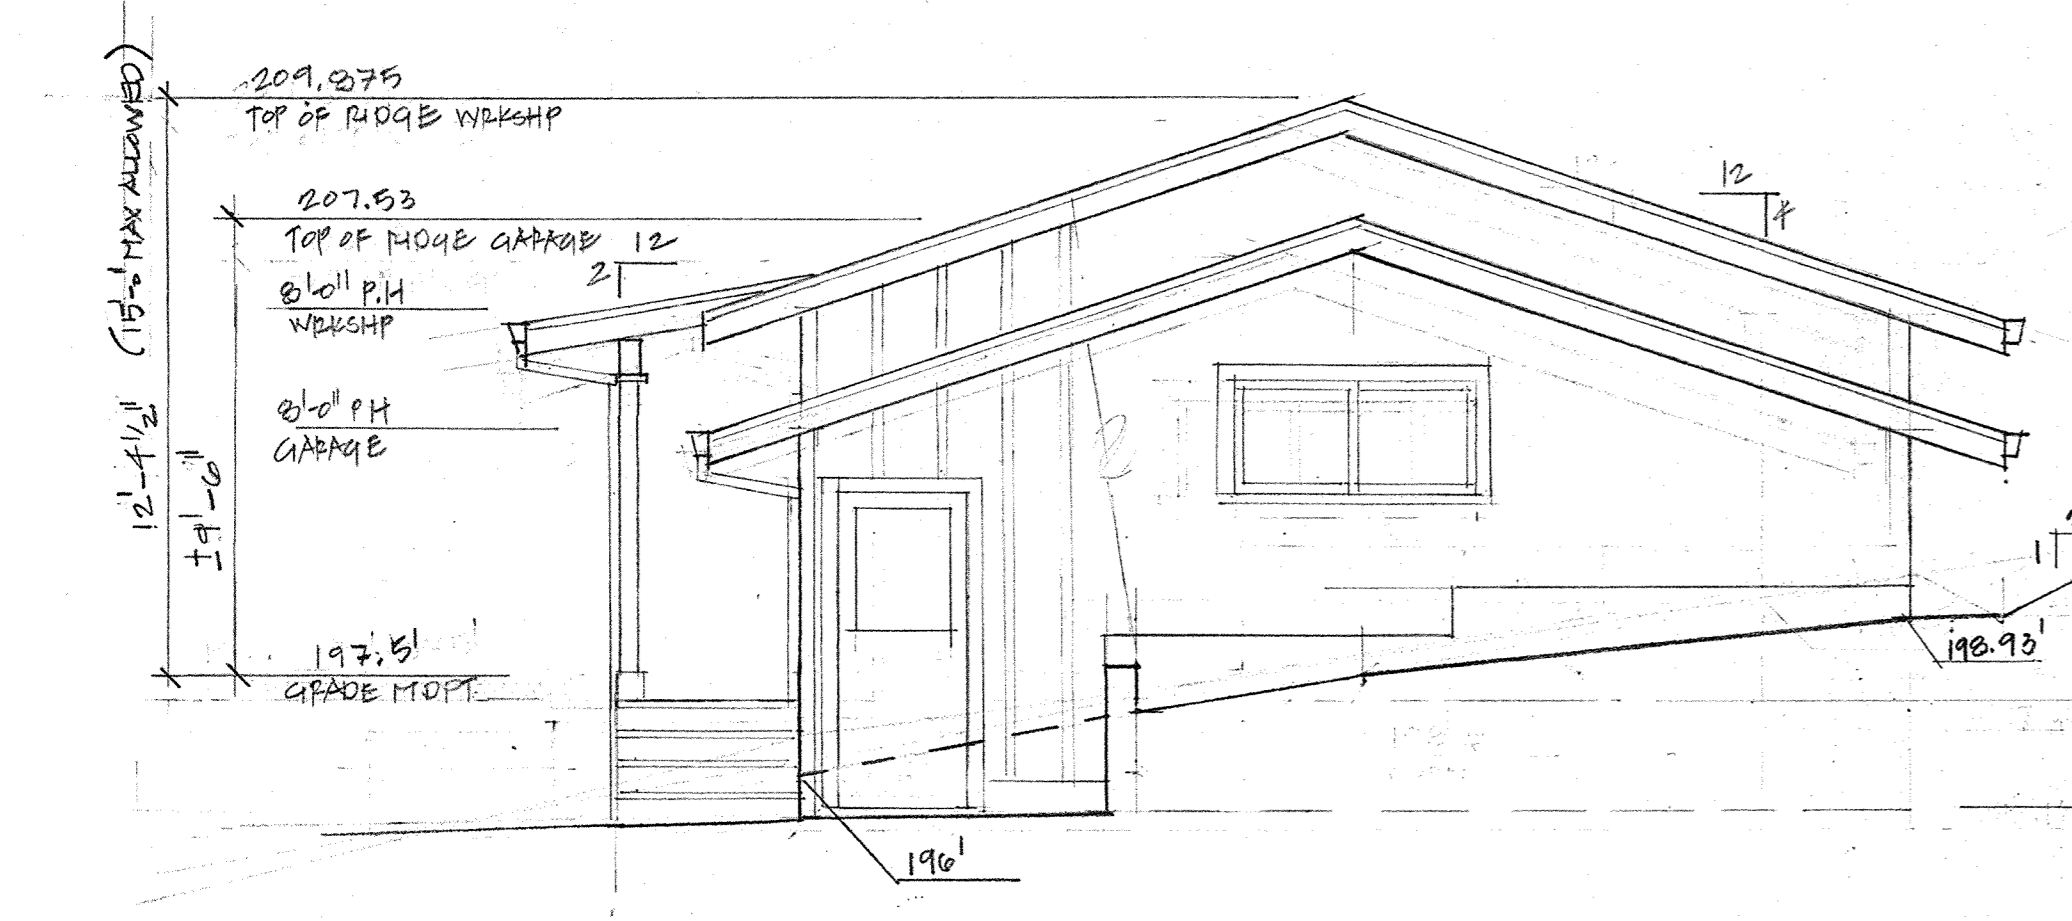 209.875
TOP OF RIDGE WRKSHP
12
4
207.53
TOP OF RIDGE GARAGE
12
2
8'-0" P.H
WRKSHP
8'-0" PH
GARAGE
12'-4 1/2" (15'-0" MAX ALLOWED)
±9'-6"
197.5'
GRADE MDPT.
1
198.93'
196'